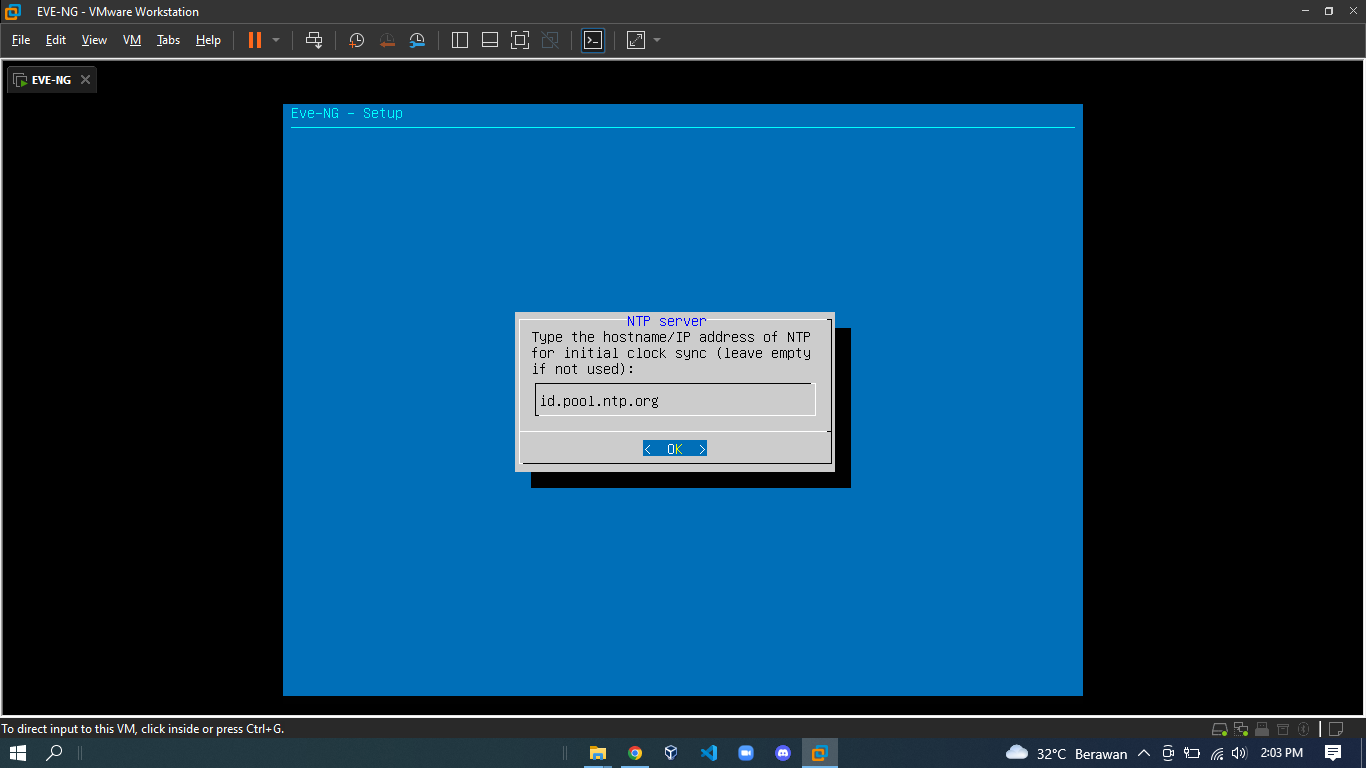 EVE-NG - VMware Workstation
File Edit View VM Tabs Help
EVE-NG
Eve-NG - Setup
NTP server
Type the hostname/IP address of NTP
for initial clock sync (leave empty
if not used):
id.pool.ntp.org
< OK >
To direct input to this VM, click inside or press Ctrl+G.
32°C Berawan 2:03 PM